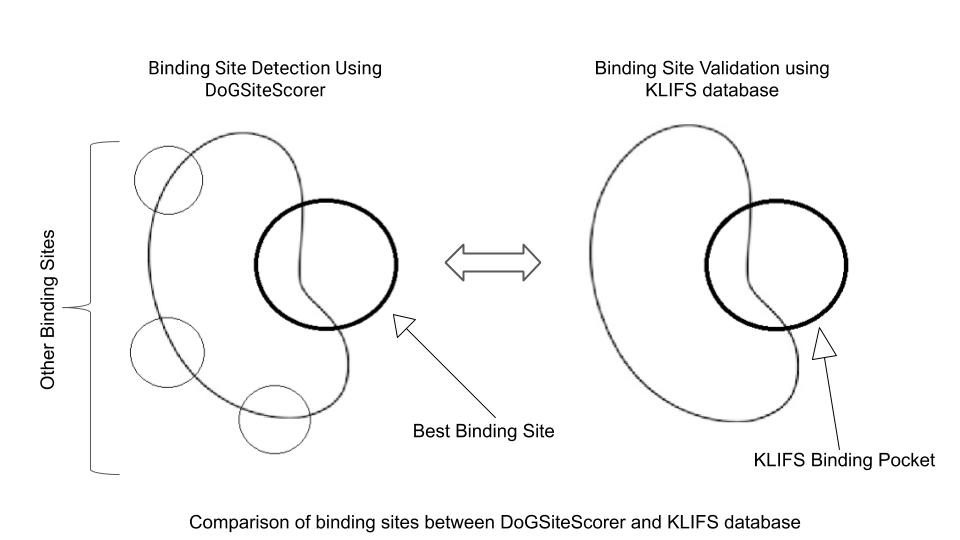 Binding Site Detection Using
DoGSiteScorer
Binding Site Validation using
KLIFS database
Other Binding Sites
Best Binding Site
KLIFS Binding Pocket
Comparison of binding sites between DoGSiteScorer and KLIFS database